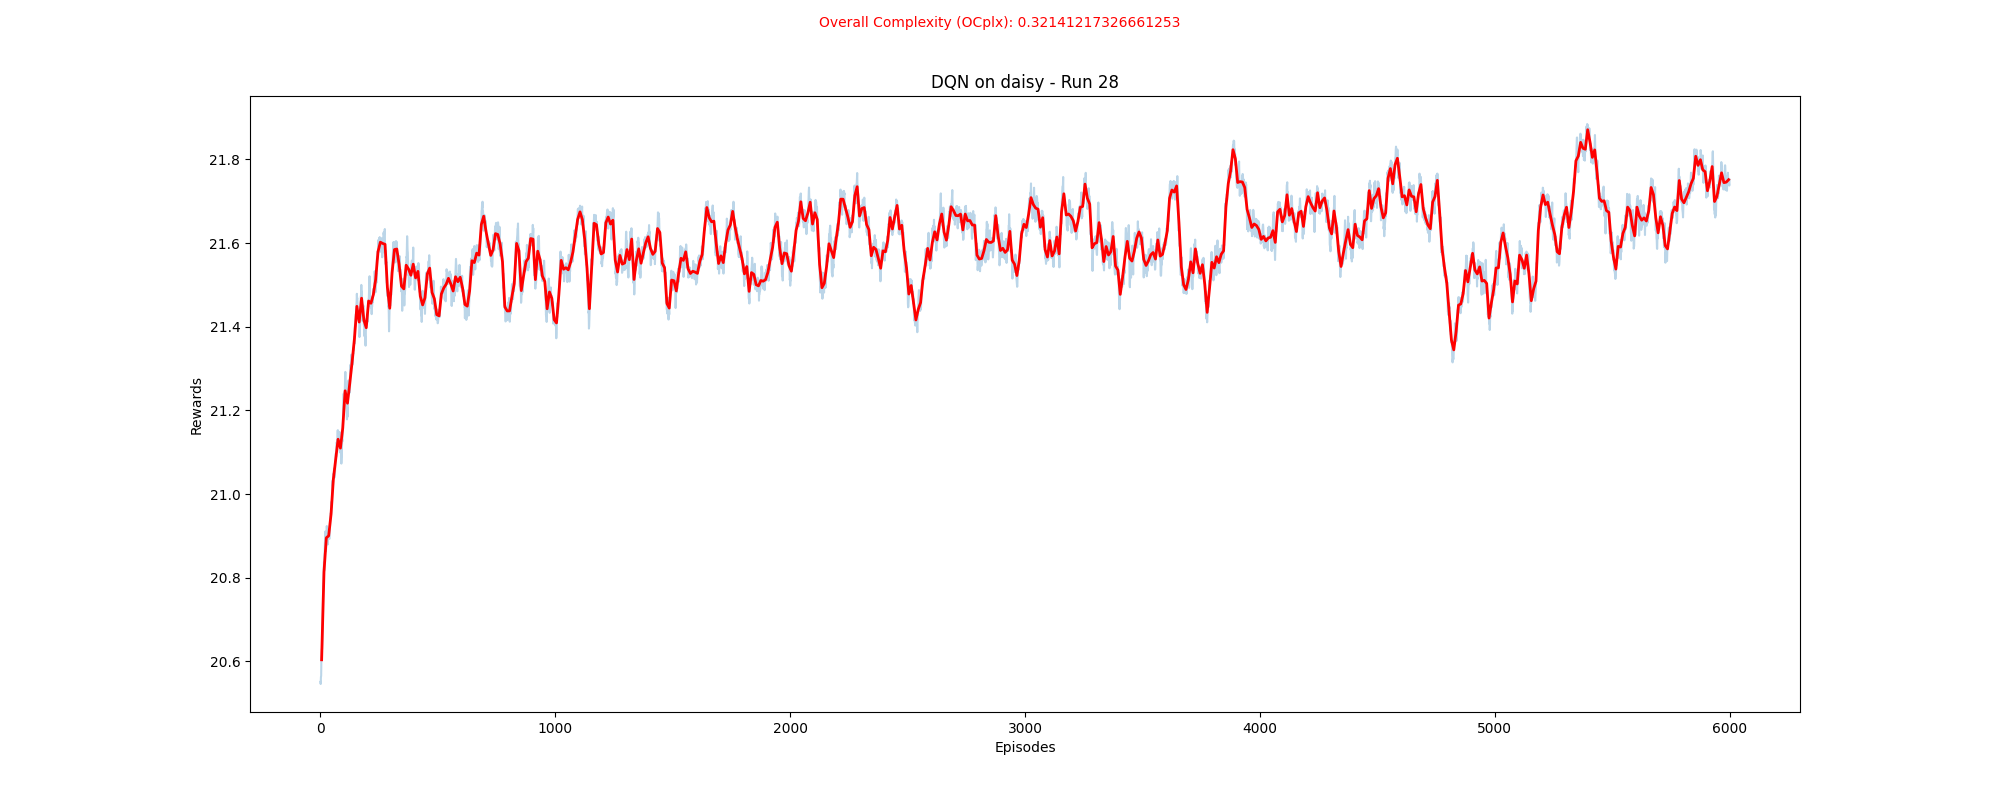 Overall Complexity (OCplx): 0.32141217326661253
DQN on daisy - Run 28
21.8
21.6
21.4
21.2
21.0
20.8
20.6
Rewards
0 1000 2000 3000 4000 5000 6000
Episodes